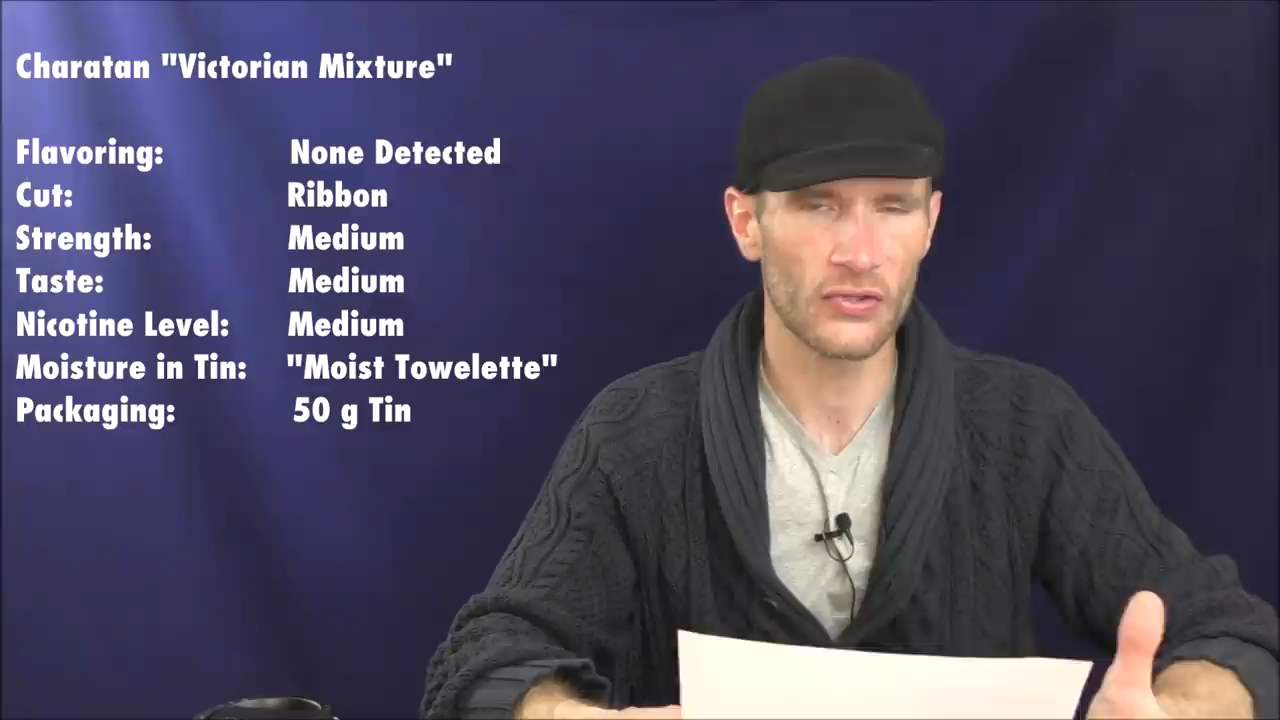 Charatan "Victorian Mixture"
Flavoring: None Detected
Cut: Ribbon
Strength: Medium
Taste: Medium
Nicotine Level: Medium
Moisture in Tin: "Moist Towelette"
Packaging: 50 g Tin